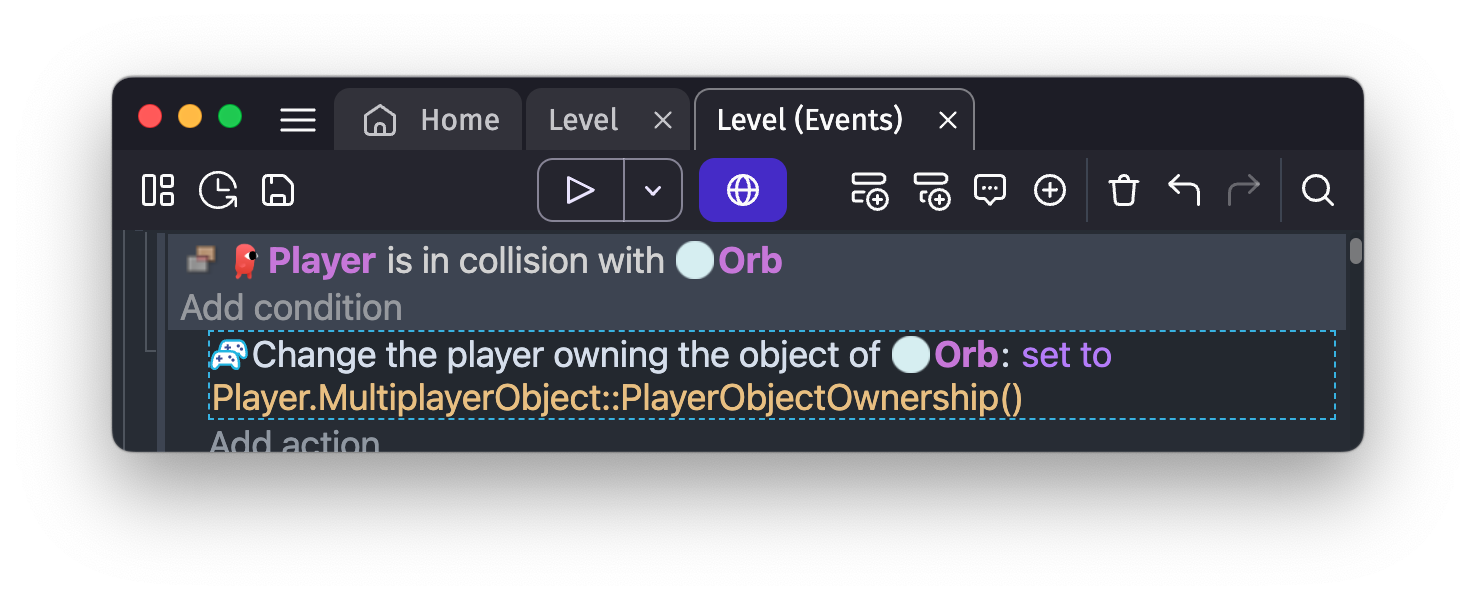 Home
Level
Level (Events)
Player is in collision with Orb
Add condition
Change the player owning the object of Orb: set to
Player.MultiplayerObject::PlayerObjectOwnership()
Add action